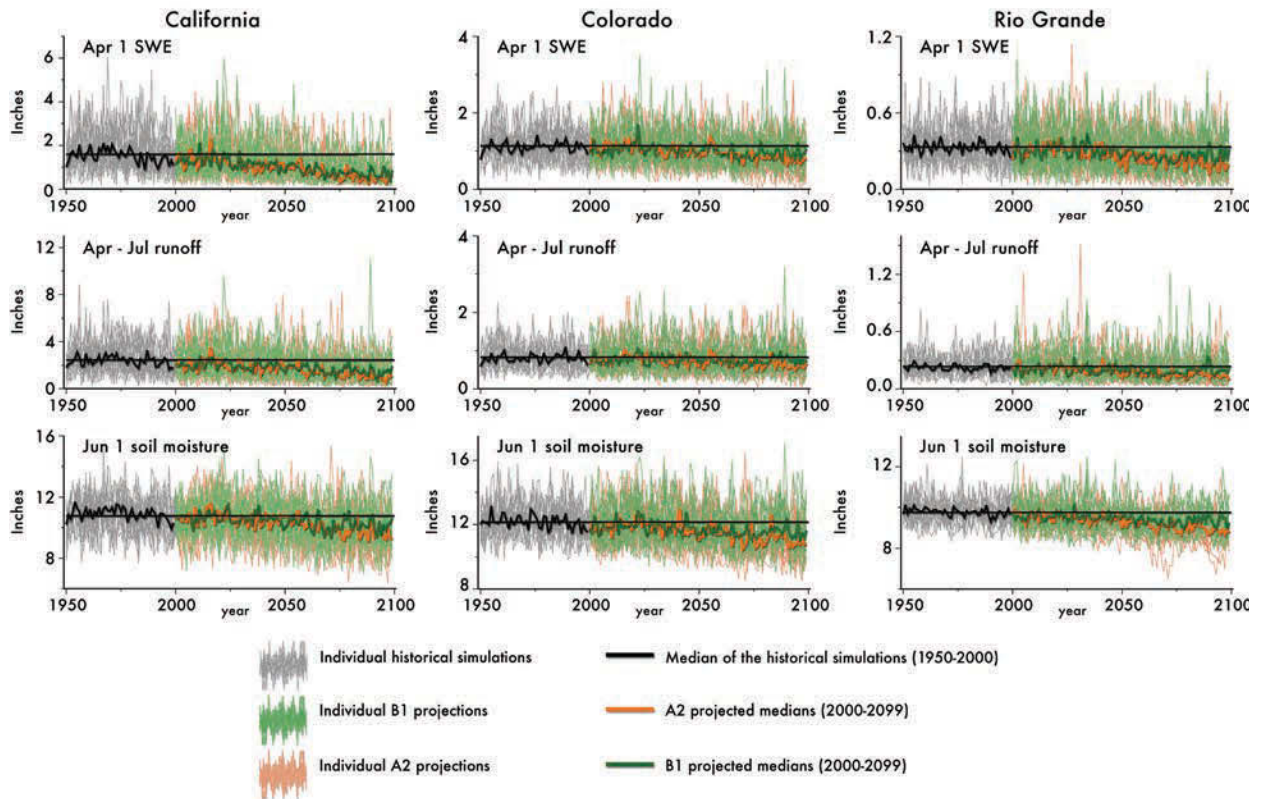 California
Colorado
Rio Grande
Apr 1 SWE
Inches
6
4
2
0
1950
2000
2050
2100
year
Apr 1 SWE
Inches
4
2
0
1950
2000
2050
2100
year
Apr 1 SWE
Inches
1.2
0.6
0.0
1950
2000
2050
2100
year
Apr - Jul runoff
Inches
12
8
4
0
1950
2000
2050
2100
year
Apr - Jul runoff
Inches
4
2
0
1950
2000
2050
2100
year
Apr - Jul runoff
Inches
1.2
0.6
0.0
1950
2000
2050
2100
year
Jun 1 soil moisture
Inches
16
12
8
1950
2000
2050
2100
year
Jun 1 soil moisture
Inches
16
12
8
1950
2000
2050
2100
year
Jun 1 soil moisture
Inches
12
8
1950
2000
2050
2100
year
Individual historical simulations
Median of the historical simulations (1950-2000)
Individual B1 projections
A2 projected medians (2000-2099)
Individual A2 projections
B1 projected medians (2000-2099)